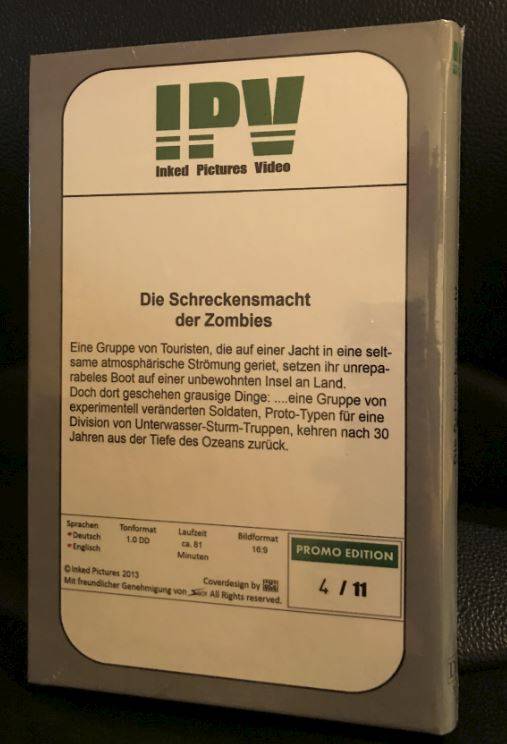 IPV
Inked Pictures Video
Die Schreckensmacht
der Zombies
Eine Gruppe von Touristen, die auf einer Jacht in eine selt-
same atmosphärische Strömung geriet, setzen ihr unrepa-
rabeles Boot auf einer unbewohnten Insel an Land.
Doch dort geschehen grausige Dinge: ....eine Gruppe von
experimentell veränderten Soldaten, Proto-Typen für eine
Division von Unterwasser-Sturm-Truppen, kehren nach 30
Jahren aus der Tiefe des Ozeans zurück.
Sprachen Tonformat Laufzeit Bildformat
*Deutsch 1.0 DD ca. 81 16:9
*Englisch Minuten
PROMO EDITION
4 / 11
© Inked Pictures 2013
Coverdesign by
Mit freundlicher Genehmigung von All Rights reserved.